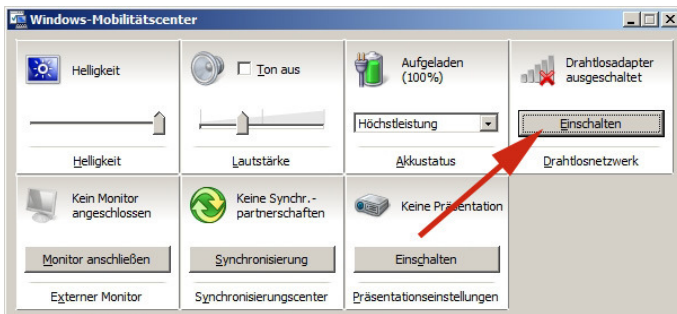 Windows-Mobilitätscenter
Helligkeit
Helligkeit
Ton aus
Lautstärke
Aufgeladen
(100%)
Höchstleistung
Akkustatus
Drahtlosadapter
ausgeschaltet
Einschalten
Drahtlosnetzwerk
Kein Monitor
angeschlossen
Monitor anschließen
Externer Monitor
Keine Synchr.-
partnerschaften
Synchronisierung
Synchronisierungscenter
Keine Präsentation
Einschalten
Präsentationseinstellungen